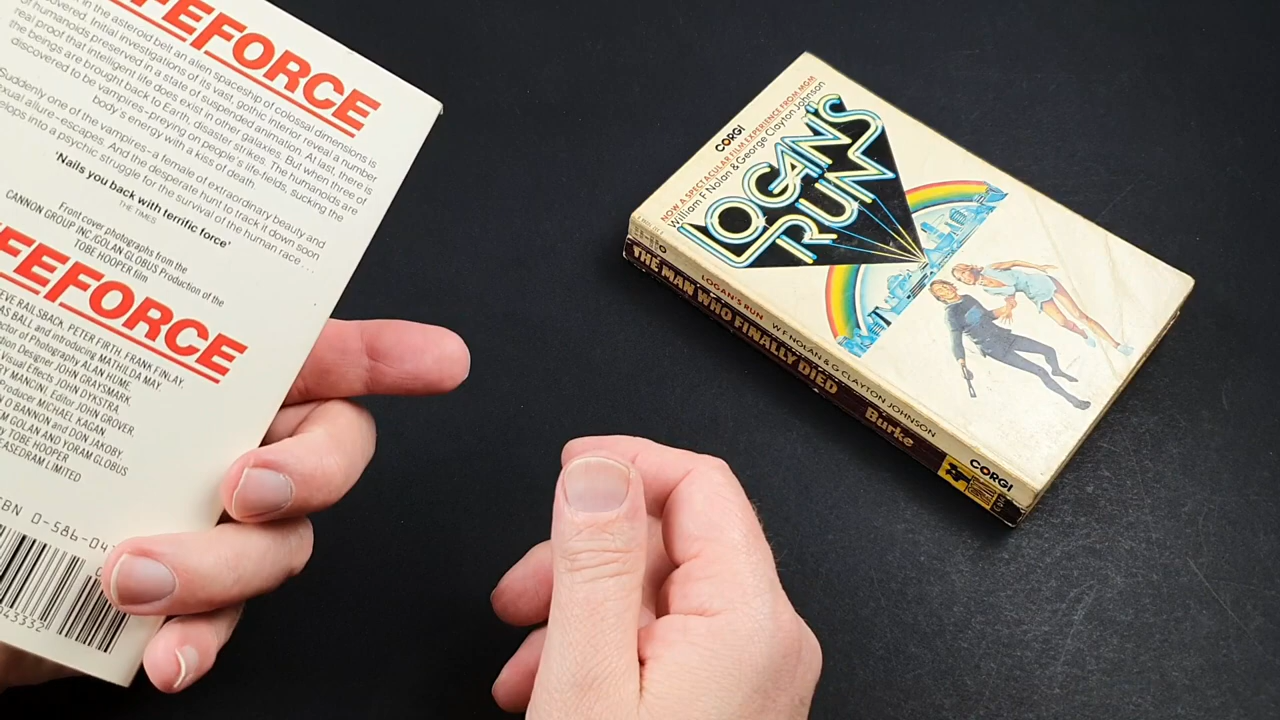 FEFORCE
in the asteroid belt an alien spaceship of colossal dimensions is
covered. Initial investigations of its vast, gothic interior reveal a number
of humanoids preserved in a state of suspended animation. At last, there is
real proof that intelligent life does exist in other galaxies. But when three of
the beings are brought back to Earth, disaster strikes. The humanoids are
discovered to be vampires–preying on people's life-fields, sucking the
body's energy with a kiss of death.
Suddenly one of the vampires–a female of extraordinary beauty and
xual allure–escapes. And the desperate hunt to track it down soon
elops into a psychic struggle for the survival of the human race...
'Nails you back with terrific force'
THE TIMES
Front cover photographs from the
CANNON GROUP INC/GOLAN GLOBUS Production of the
TOBE HOOPER film
FEFORCE
EVE RAILSBACK, PETER FIRTH, FRANK FINLAY,
AS BALL and introducing MATHILDA MAY
ctor of Photography ALAN HUME.
ction Designer JOHN GRAYSMARK.
Visual Effects JOHN DYKSTRA.
RY MANCINI. Editor JOHN GROVER.
Producer MICHAEL KAGAN.
N O'BANNON and DON JAKOBY.
EM GOLAN and YORAM GLOBUS
by TOBE HOOPER
EASEDRAM LIMITED
BN 0-586-04
043332
CORGI
NOW A SPECTACULAR FILM EXPERIENCE FROM MGM
William F Nolan & George Clayton Johnson
LOGAN'S
RUN
LOGAN'S RUN W F NOLAN & G CLAYTON JOHNSON CORGI
THE MAN WHO FINALLY DIED Burke